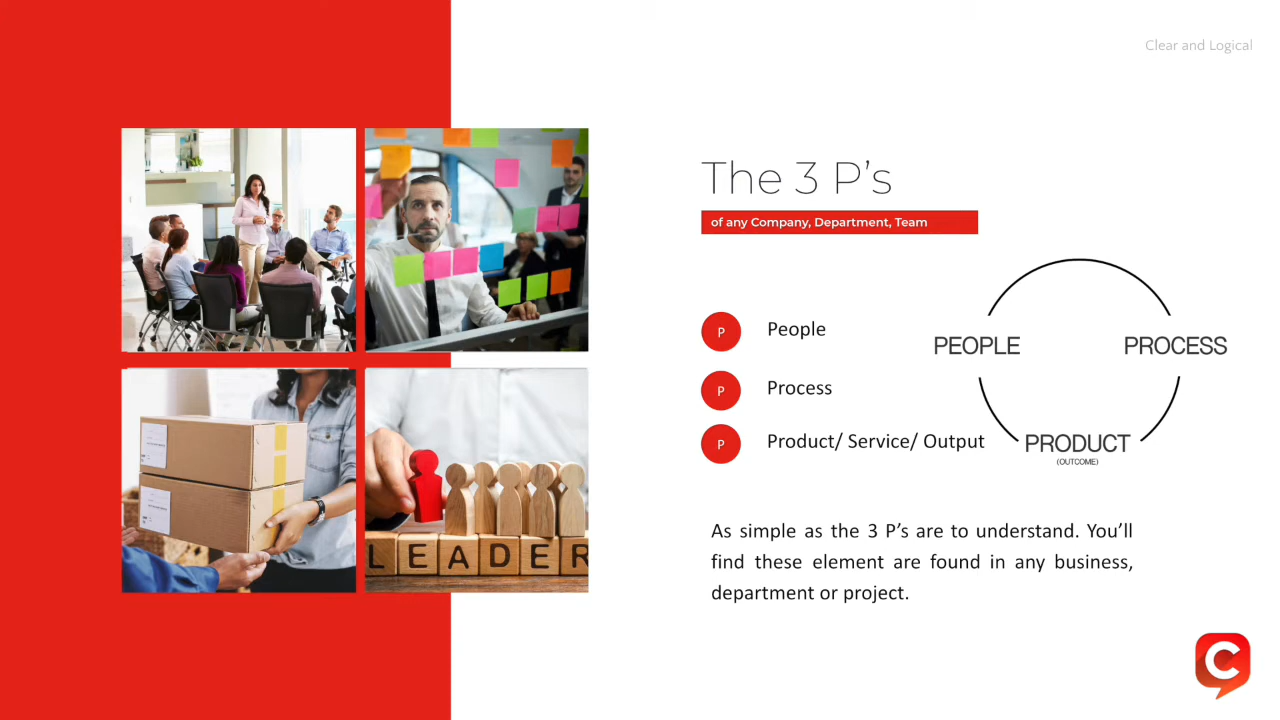 Clear and Logical
The 3 P’s
of any Company, Department, Team
P People
P Process
P Product/ Service/ Output
PEOPLE
PROCESS
PRODUCT
(OUTCOME)
As simple as the 3 P’s are to understand. You’ll
find these element are found in any business,
department or project.
LEADER
C